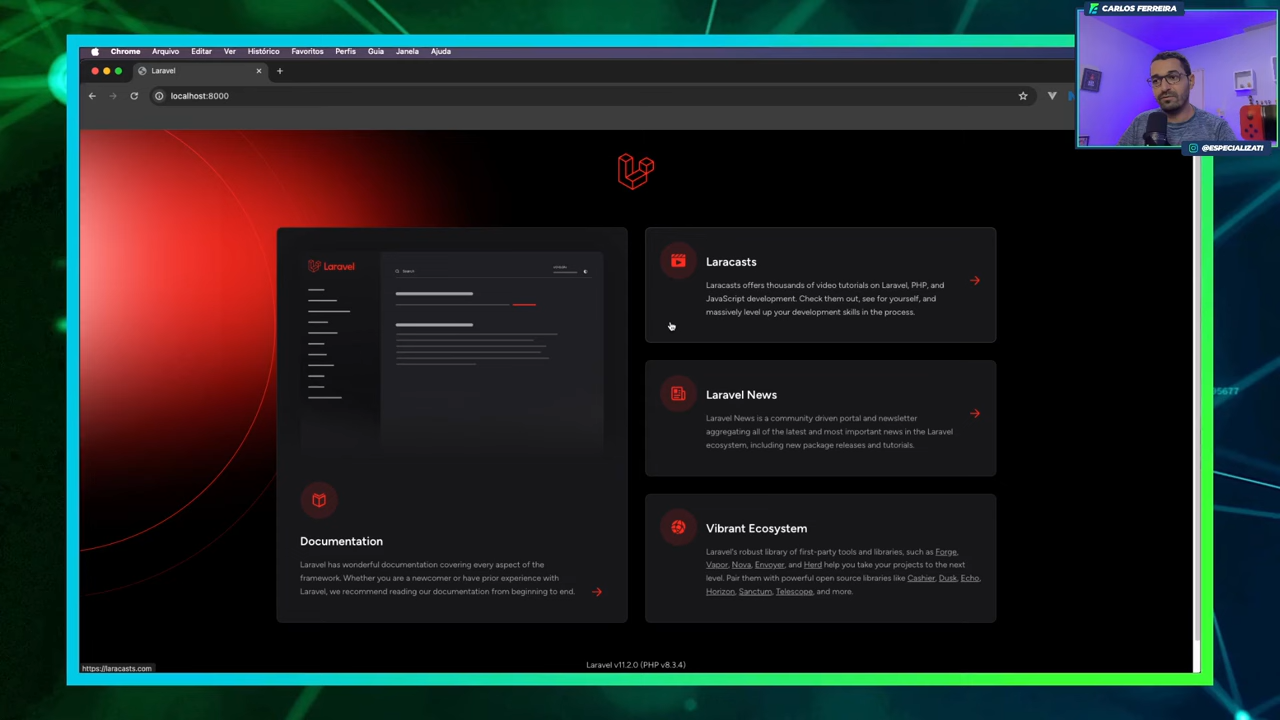 CARLOS FERREIRA
Chrome Arquivo Editar Ver Histórico Favoritos Perfis Guia Janela Ajuda
Laravel
localhost:8000
@ESPECIALIZATI
Laravel
Search
Documentation
Laravel has wonderful documentation covering every aspect of the
framework. Whether you are a newcomer or have prior experience with
Laravel, we recommend reading our documentation from beginning to end.
Laracasts
Laracasts offers thousands of video tutorials on Laravel, PHP, and
JavaScript development. Check them out, see for yourself, and
massively level up your development skills in the process.
Laravel News
Laravel News is a community driven portal and newsletter
aggregating all of the latest and most important news in the Laravel
ecosystem, including new package releases and tutorials.
Vibrant Ecosystem
Laravel's robust library of first-party tools and libraries, such as Forge,
Vapor, Nova, Envoyer, and Herd help you take your projects to the next
level. Pair them with powerful open source libraries like Cashier, Dusk, Echo,
Horizon, Sanctum, Telescope, and more.
Laravel v11.2.0 (PHP v8.3.4)
https://laracasts.com